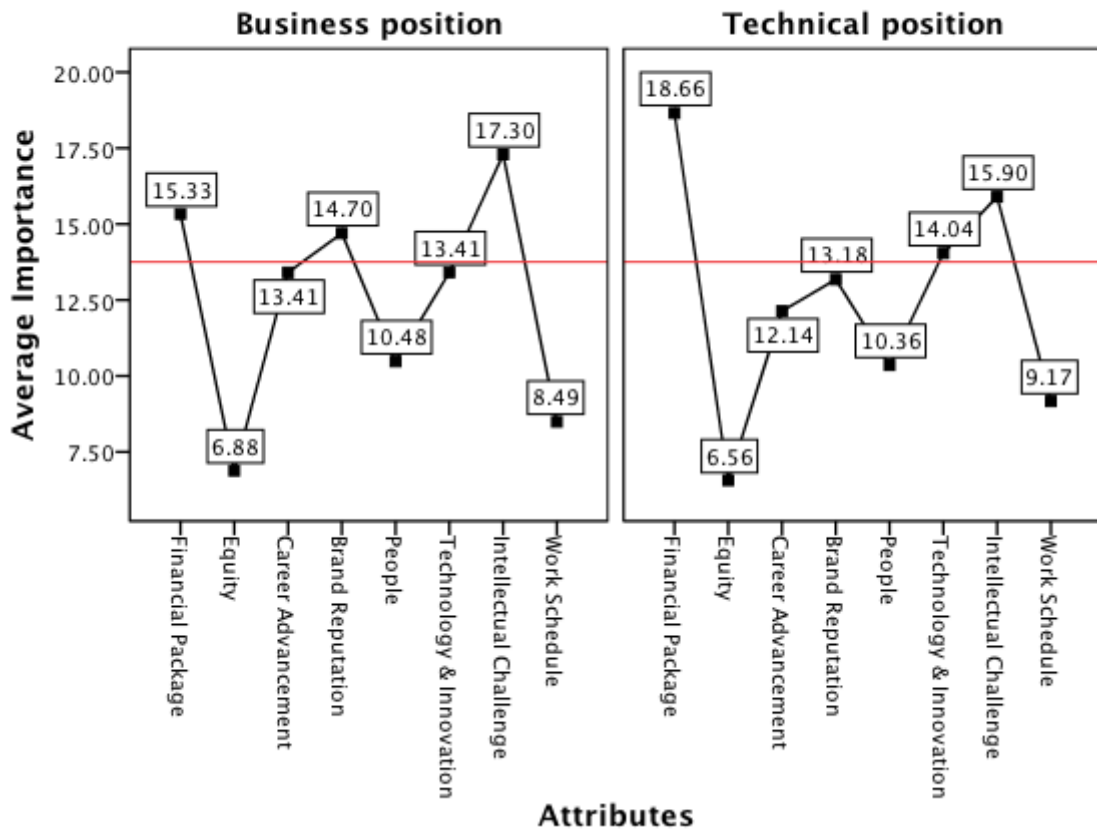 Business position
Technical position
Average Importance
20.00
17.50
15.00
12.50
10.00
7.50
15.33
6.88
13.41
14.70
10.48
13.41
17.30
8.49
18.66
6.56
12.14
13.18
10.36
14.04
15.90
9.17
Financial Package
Equity
Career Advancement
Brand Reputation
People
Technology & Innovation
Intellectual Challenge
Work Schedule
Financial Package
Equity
Career Advancement
Brand Reputation
People
Technology & Innovation
Intellectual Challenge
Work Schedule
Attributes